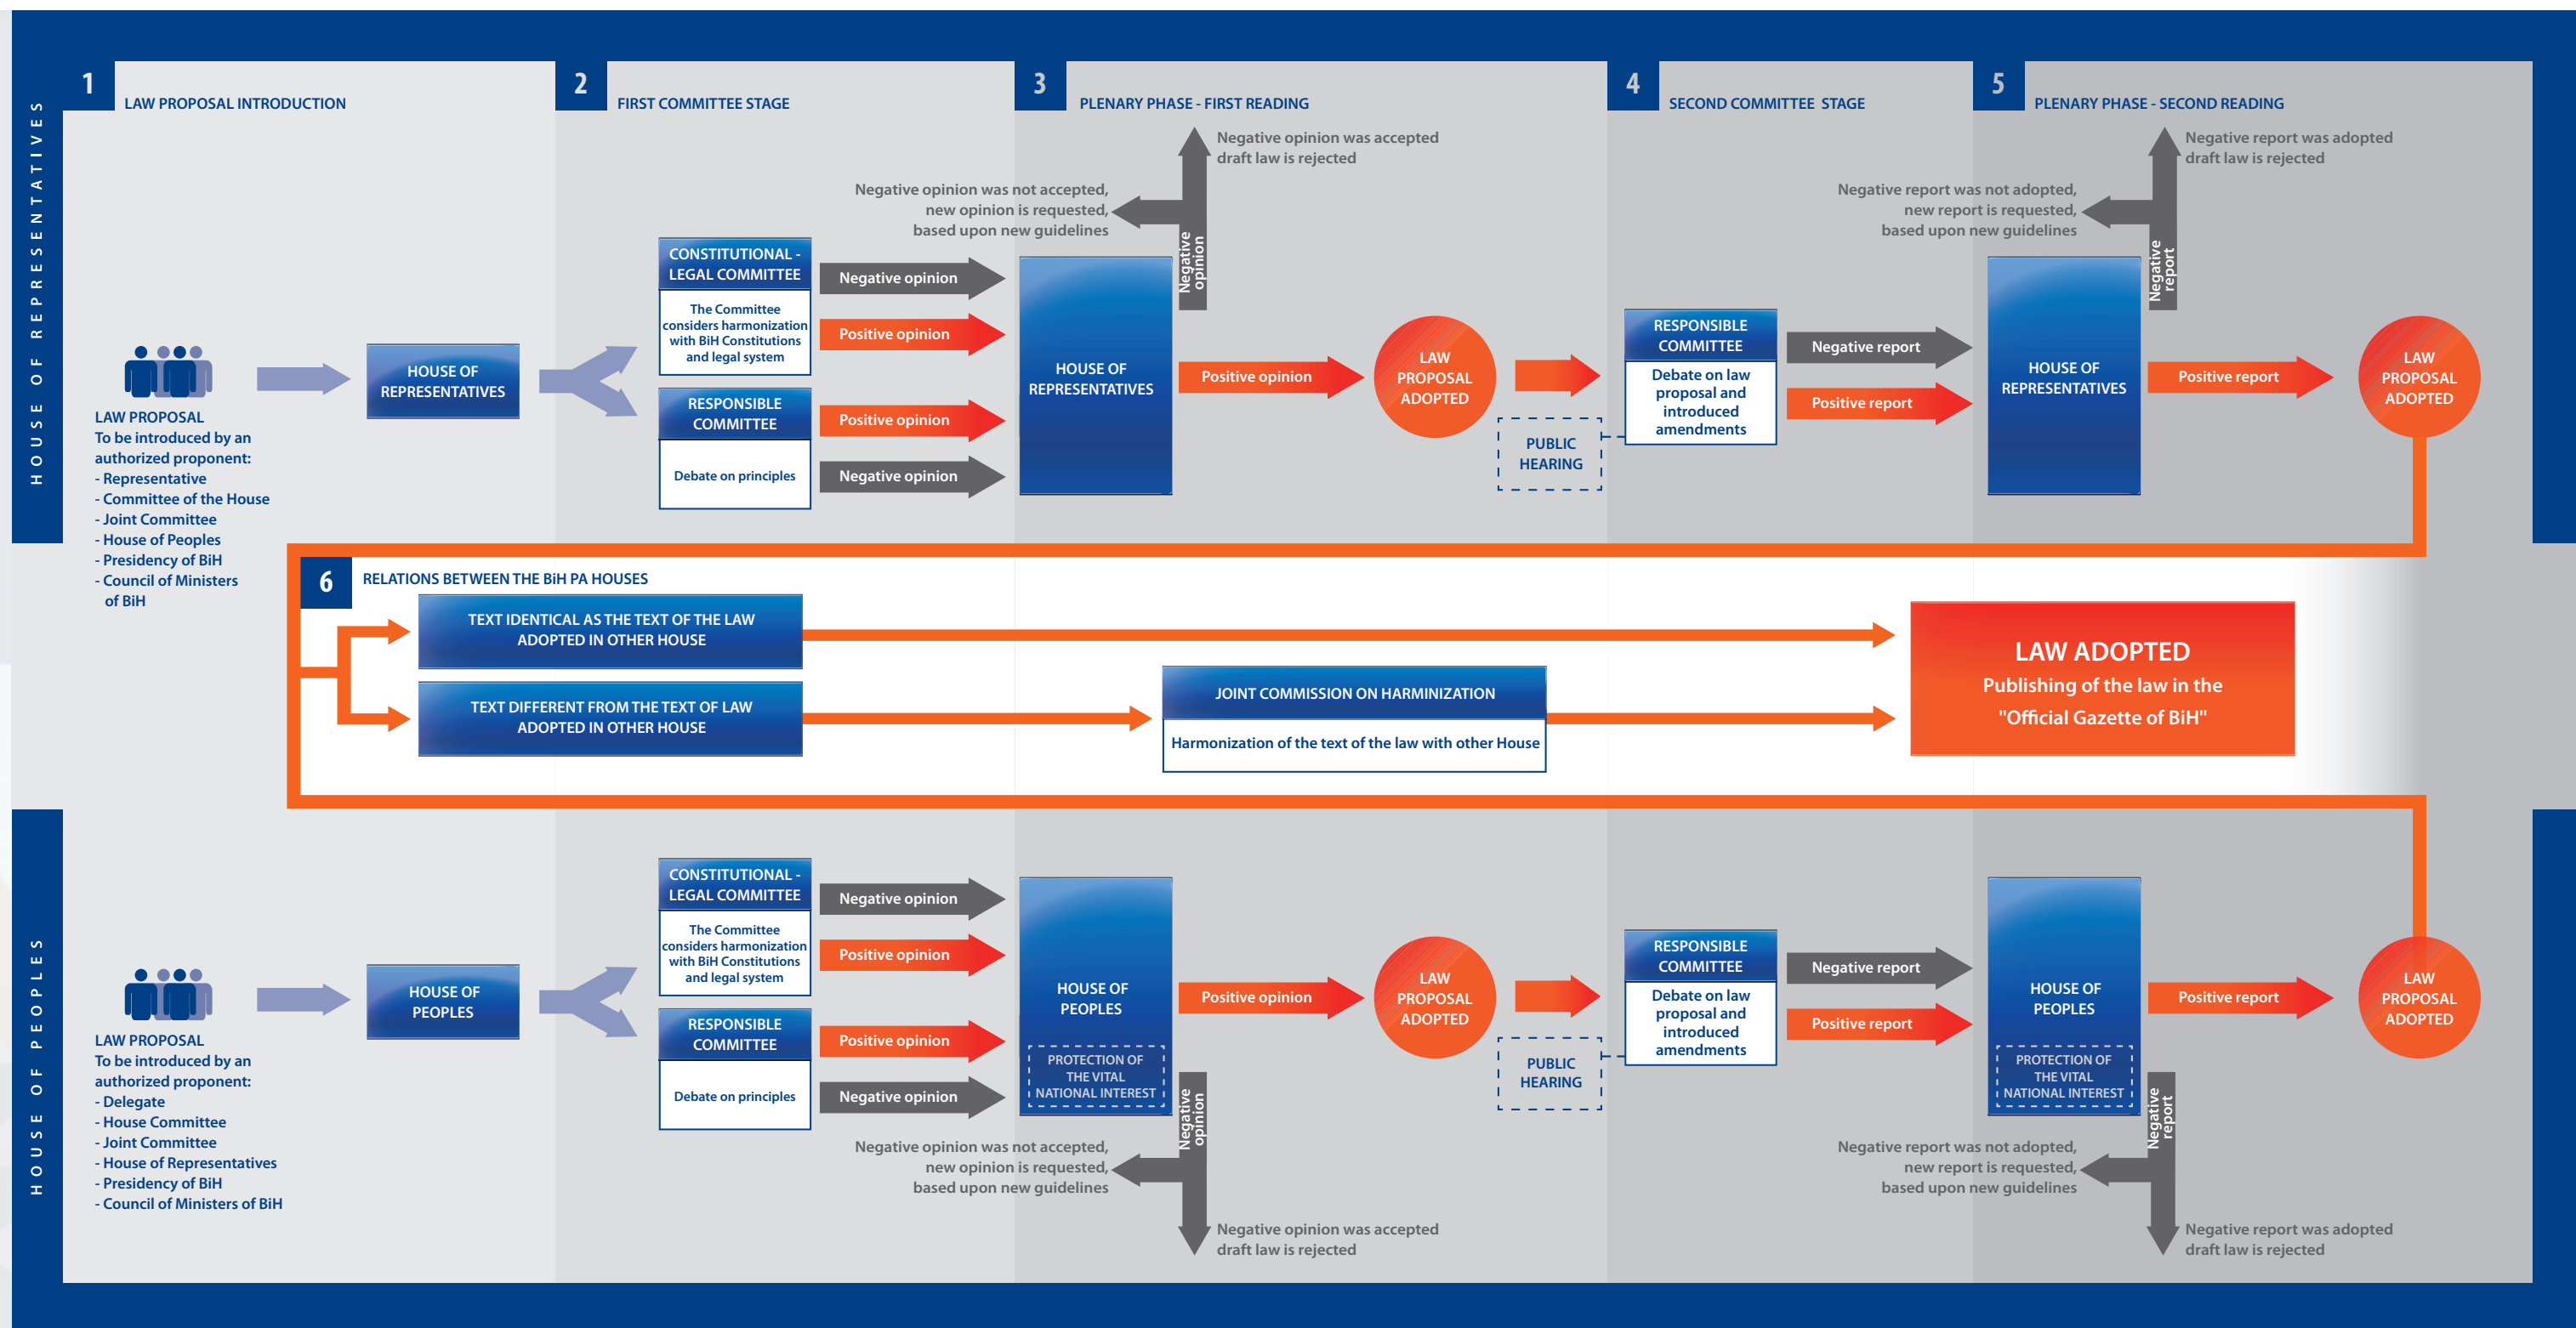 HOUSE OF REPRESENTATIVES
1
LAW PROPOSAL INTRODUCTION
2
FIRST COMMITTEE STAGE
3
PLENARY PHASE - FIRST READING
4
SECOND COMMITTEE STAGE
5
PLENARY PHASE - SECOND READING
LAW PROPOSAL
To be introduced by an
authorized proponent:
- Representative
- Committee of the House
- Joint Committee
- House of Peoples
- Presidency of BiH
- Council of Ministers
of BiH
HOUSE OF
REPRESENTATIVES
CONSTITUTIONAL -
LEGAL COMMITTEE
The Committee
considers harmonization
with BiH Constitutions
and legal system
RESPONSIBLE
COMMITTEE
Debate on principles
Negative opinion
Positive opinion
Positive opinion
Negative opinion
Negative opinion was not accepted,
new opinion is requested,
based upon new guidelines
Negative opinion was accepted
draft law is rejected
Negative
opinion
HOUSE OF
REPRESENTATIVES
Positive opinion
LAW
PROPOSAL
ADOPTED
PUBLIC
HEARING
RESPONSIBLE
COMMITTEE
Debate on law
proposal and
introduced
amendments
Negative report
Positive report
Negative report was not adopted,
new report is requested,
based upon new guidelines
Negative report was adopted
draft law is rejected
Negative
report
HOUSE OF
REPRESENTATIVES
Positive report
LAW
PROPOSAL
ADOPTED
6
RELATIONS BETWEEN THE BiH PA HOUSES
TEXT IDENTICAL AS THE TEXT OF THE LAW
ADOPTED IN OTHER HOUSE
TEXT DIFFERENT FROM THE TEXT OF LAW
ADOPTED IN OTHER HOUSE
JOINT COMMISSION ON HARMINIZATION
Harmonization of the text of the law with other House
LAW ADOPTED
Publishing of the law in the
"Official Gazette of BiH"
HOUSE OF PEOPLES
LAW PROPOSAL
To be introduced by an
authorized proponent:
- Delegate
- House Committee
- Joint Committee
- House of Representatives
- Presidency of BiH
- Council of Ministers of BiH
HOUSE OF
PEOPLES
CONSTITUTIONAL -
LEGAL COMMITTEE
The Committee
considers harmonization
with BiH Constitutions
and legal system
RESPONSIBLE
COMMITTEE
Debate on principles
Negative opinion
Positive opinion
Positive opinion
Negative opinion
HOUSE OF
PEOPLES
PROTECTION OF
THE VITAL
NATIONAL INTEREST
Negative
opinion
Negative opinion was not accepted,
new opinion is requested,
based upon new guidelines
Negative opinion was accepted
draft law is rejected
Positive opinion
LAW
PROPOSAL
ADOPTED
PUBLIC
HEARING
RESPONSIBLE
COMMITTEE
Debate on law
proposal and
introduced
amendments
Negative report
Positive report
HOUSE OF
PEOPLES
PROTECTION OF
THE VITAL
NATIONAL INTEREST
Negative
report
Negative report was not adopted,
new report is requested,
based upon new guidelines
Negative report was adopted
draft law is rejected
Positive report
LAW
PROPOSAL
ADOPTED